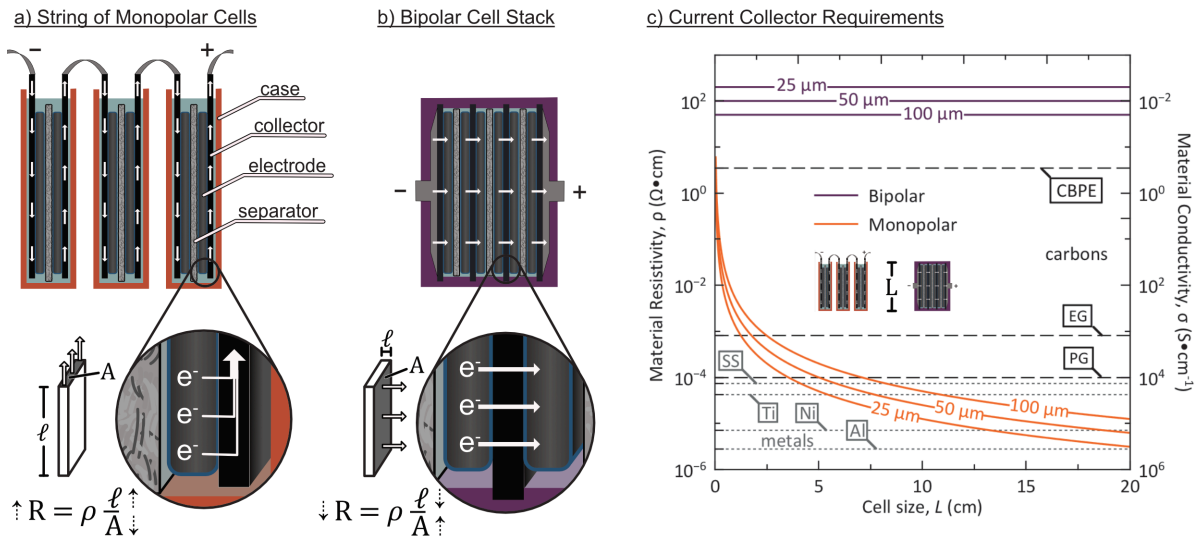 a) String of Monopolar Cells
b) Bipolar Cell Stack
c) Current Collector Requirements
− +
case
collector
electrode
separator
A
ℓ
e⁻
e⁻
e⁻
↑ R = ρ ℓ/A
− +
ℓ
A
e⁻
e⁻
e⁻
↓ R = ρ ℓ/A
Material Resistivity, ρ (Ω•cm)
10² 10⁰ 10⁻² 10⁻⁴ 10⁻⁶
25 µm
50 µm
100 µm
CBPE
Bipolar
Monopolar
carbons
L
EG
PG
SS
Ti
Ni
Al
metals
25 µm
50 µm
100 µm
10⁻² 10⁰ 10² 10⁴ 10⁶
Material Conductivity, σ (S•cm⁻¹)
0 5 10 15 20
Cell size, L (cm)